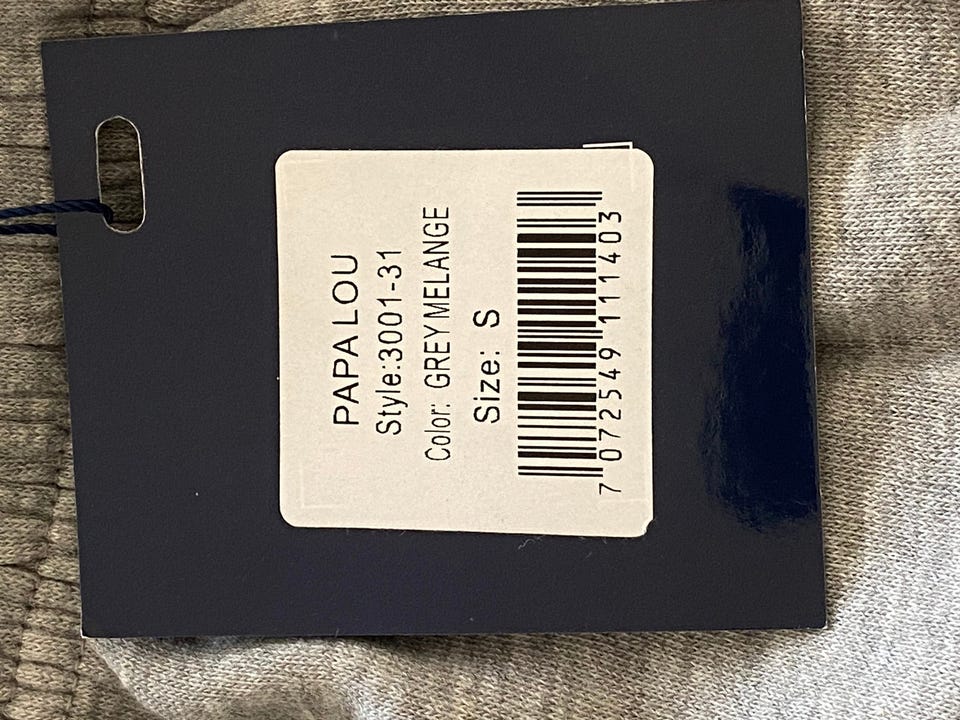 PAPA LOU
Style:3001-31
Color: GREY MELANGE
Size: S
7 072549 111403